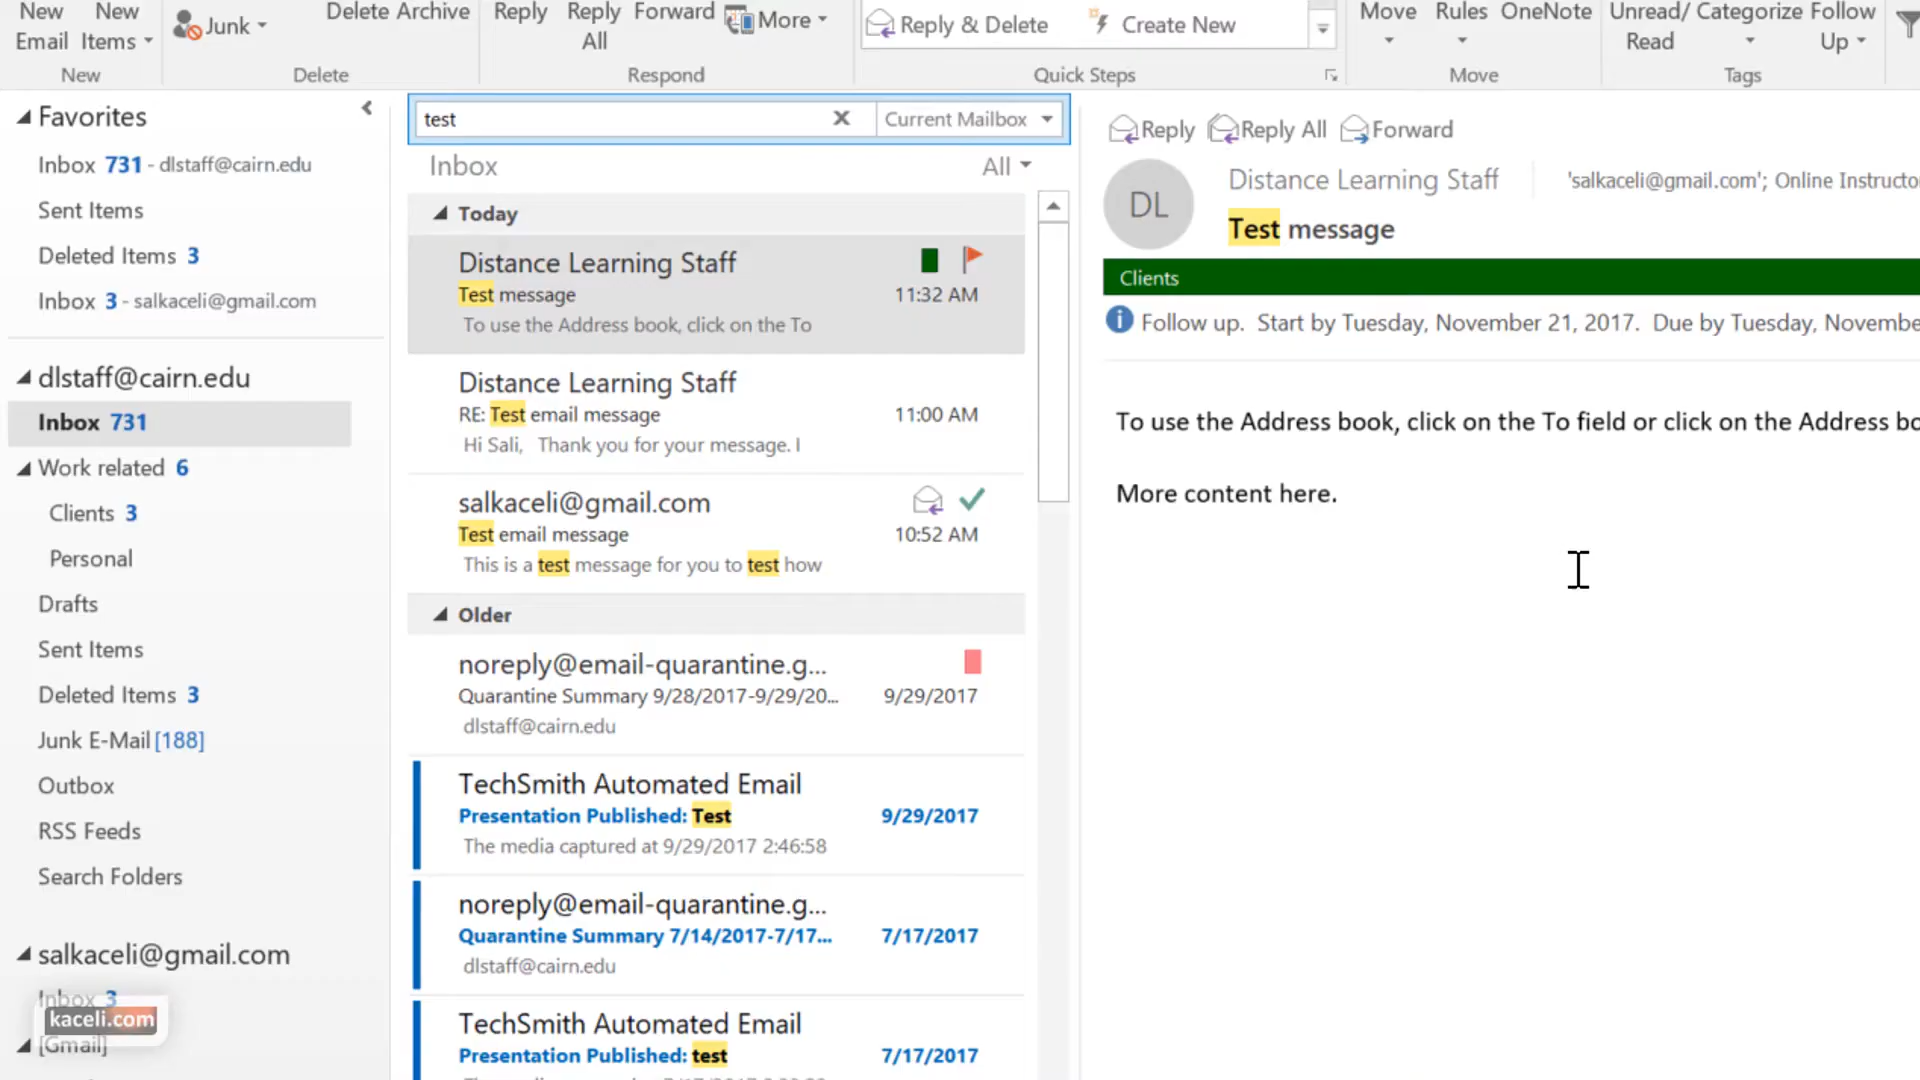 New Email
New Items
New
Junk
Delete
Archive
Delete
Reply
Reply All
Forward
More
Respond
Reply & Delete
Create New
Quick Steps
Move
Rules
OneNote
Move
Unread/ Read
Categorize
Follow Up
Tags
Favorites
Inbox 731 - dlstaff@cairn.edu
Sent Items
Deleted Items 3
Inbox 3 - salkaceli@gmail.com
dlstaff@cairn.edu
Inbox 731
Work related 6
Clients 3
Personal
Drafts
Sent Items
Deleted Items 3
Junk E-Mail [188]
Outbox
RSS Feeds
Search Folders
salkaceli@gmail.com
Inbox 3
kaceli.com
[Gmail]
test
Current Mailbox
Inbox
All
Today
Distance Learning Staff
Test message 11:32 AM
To use the Address book, click on the To
Distance Learning Staff
RE: Test email message 11:00 AM
Hi Sali, Thank you for your message. I
salkaceli@gmail.com
Test email message 10:52 AM
This is a test message for you to test how
Older
noreply@email-quarantine.g...
Quarantine Summary 9/28/2017-9/29/20... 9/29/2017
dlstaff@cairn.edu
TechSmith Automated Email
Presentation Published: Test 9/29/2017
The media captured at 9/29/2017 2:46:58
noreply@email-quarantine.g...
Quarantine Summary 7/14/2017-7/17... 7/17/2017
dlstaff@cairn.edu
TechSmith Automated Email
Presentation Published: test 7/17/2017
Reply Reply All Forward
DL
Distance Learning Staff 'salkaceli@gmail.com'; Online Instructo
Test message
Clients
Follow up. Start by Tuesday, November 21, 2017. Due by Tuesday, Novembe
To use the Address book, click on the To field or click on the Address bo
More content here.